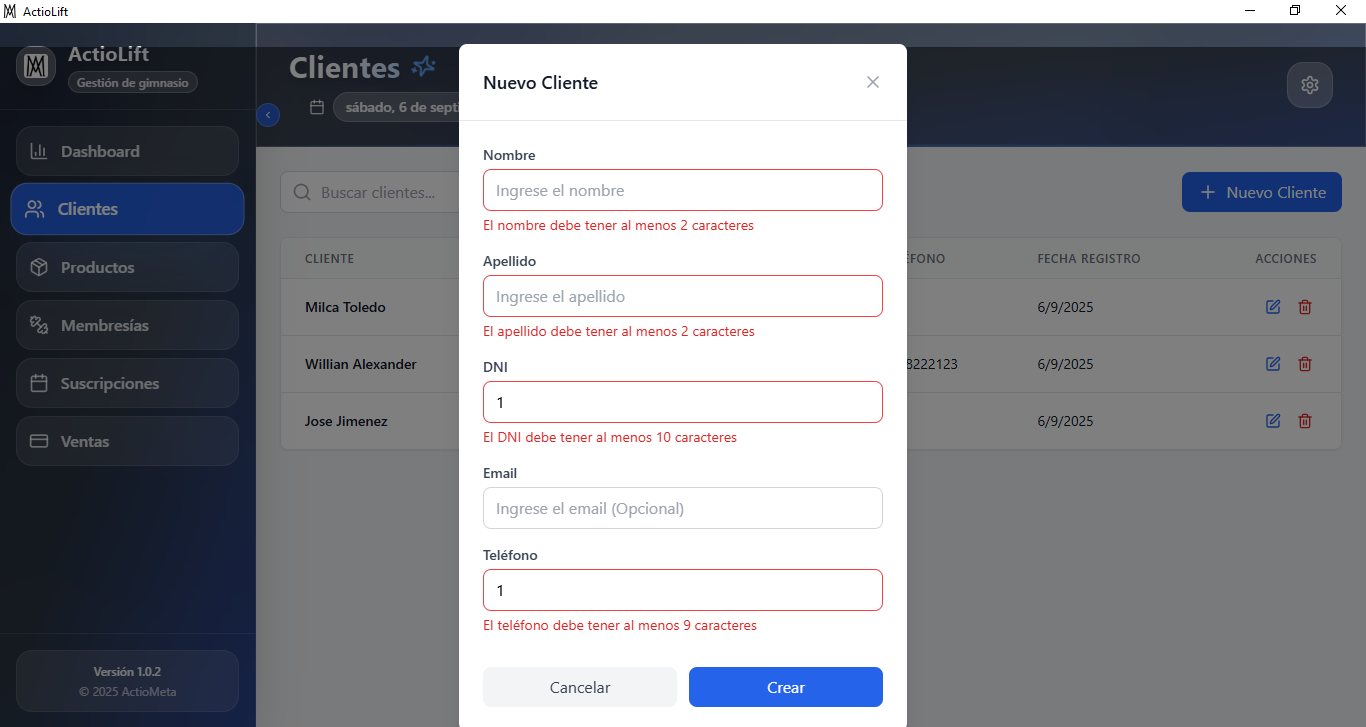 ActioLift
ActioLift
Gestión de gimnasio
Dashboard
Clientes
Productos
Membresías
Suscripciones
Ventas
Versión 1.0.2
© 2025 ActioMeta
Clientes
sábado, 6 de septi
Buscar clientes...
Nuevo Cliente
CLIENTE
ÉFONO
FECHA REGISTRO
ACCIONES
Milca Toledo
6/9/2025
Willian Alexander
8222123
6/9/2025
Jose Jimenez
6/9/2025
Nuevo Cliente
Nombre
Ingrese el nombre
El nombre debe tener al menos 2 caracteres
Apellido
Ingrese el apellido
El apellido debe tener al menos 2 caracteres
DNI
1
El DNI debe tener al menos 10 caracteres
Email
Ingrese el email (Opcional)
Teléfono
1
El teléfono debe tener al menos 9 caracteres
Cancelar
Crear